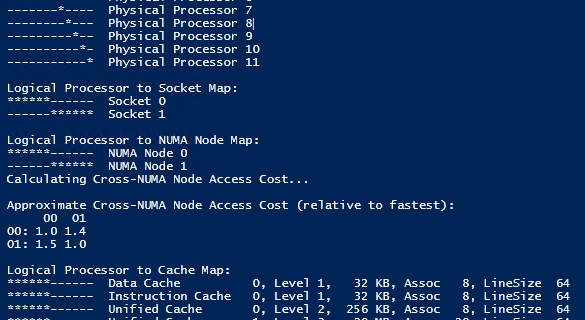 -------*----  Physical Processor 7
--------*---  Physical Processor 8
---------*--  Physical Processor 9
----------*-  Physical Processor 10
-----------*  Physical Processor 11
Logical Processor to Socket Map:
******------  Socket 0
------******  Socket 1
Logical Processor to NUMA Node Map:
******------  NUMA Node 0
------******  NUMA Node 1
Calculating Cross-NUMA Node Access Cost...
Approximate Cross-NUMA Node Access Cost (relative to fastest):
     00  01
00: 1.0 1.4
01: 1.5 1.0
Logical Processor to Cache Map:
******------  Data Cache          0, Level 1,   32 KB, Assoc   8, LineSize  64
******------  Instruction Cache   0, Level 1,   32 KB, Assoc   8, LineSize  64
******------  Unified Cache       0, Level 2,  256 KB, Assoc   8, LineSize  64